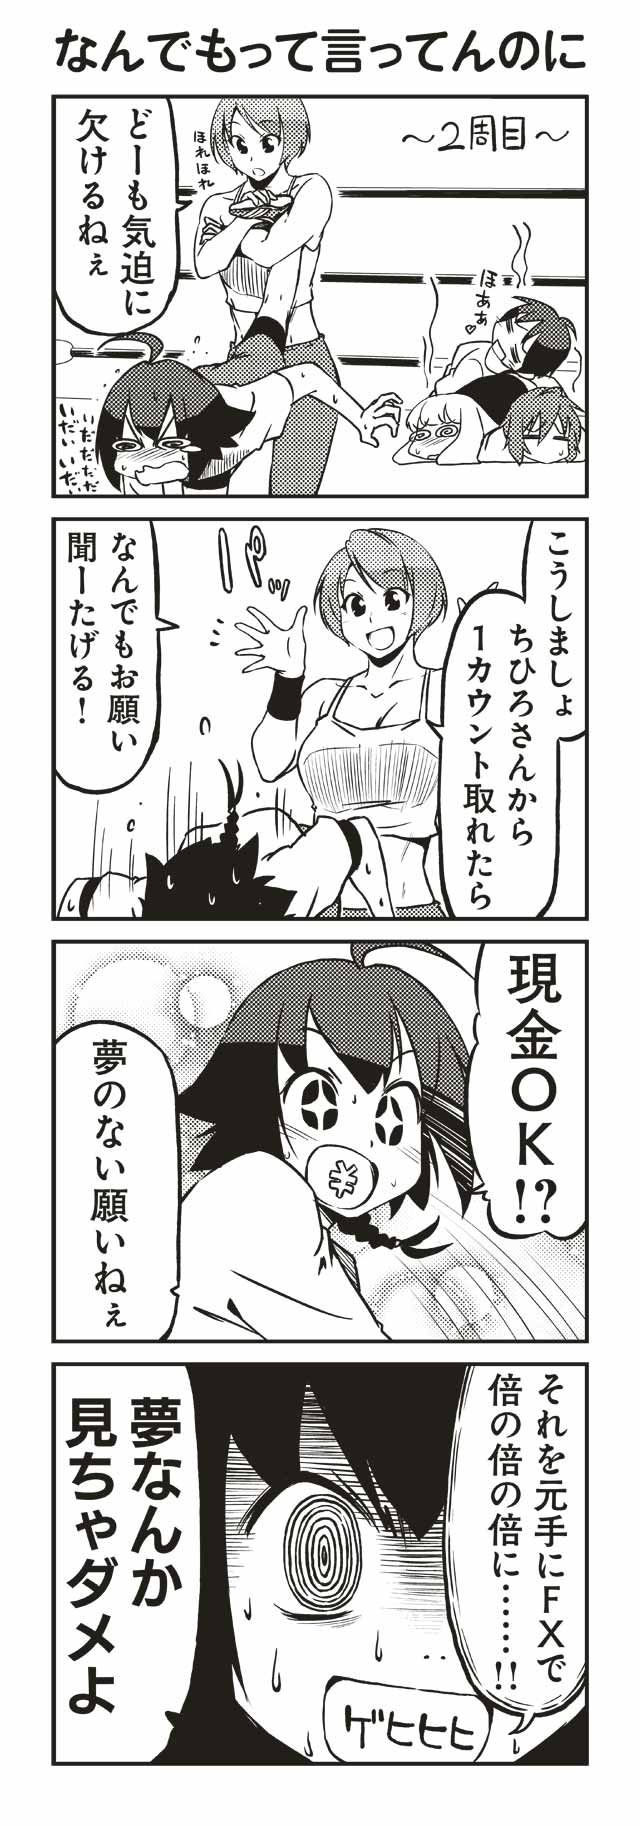 なんでもって言ってんのに
～2周目～
ほあぁ♥
ほれ
ほれ
どーも気迫に
欠けるねぇ
いだい
いだだだだ
いだい
こうしましょ
ちひろさんから
1カウント取れたら
パーッ
なんでもお願い
聞ーたげる！
現金OK!?
¥
夢のない願いねぇ
それを元手にFXで
倍の倍の倍に……!!
ゲヒヒヒ
夢なんか
見ちゃダメよ